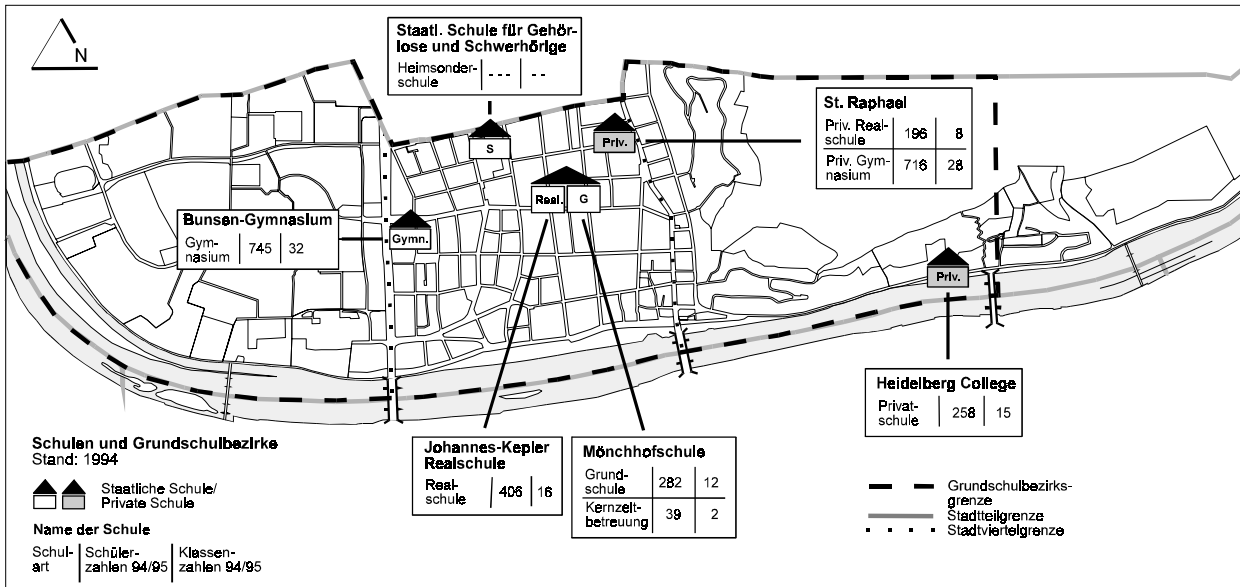 N
Staatl. Schule für Gehör-
lose und Schwerhörige
Heimsonder- --- --
schule
St. Raphael
Priv. Real- 196 8
schule
Priv. Gym- 716 28
nasium
S
Priv.
Real. G
Bunsen-Gymnasium
Gym- 745 32
nasium
Gymn.
Priv.
Heidelberg College
Privat- 258 15
schule
Johannes-Kepler
Realschule
Real- 406 16
schule
Mönchhofschule
Grund- 282 12
schule
Kernzeit- 39 2
betreuung
Schulen und Grundschulbezirke
Stand: 1994
Staatliche Schule/
Private Schule
Name der Schule
Schul- Schüler- Klassen-
art zahlen 94/95 zahlen 94/95
Grundschulbezirks-
grenze
Stadtteilgrenze
Stadtviertelgrenze